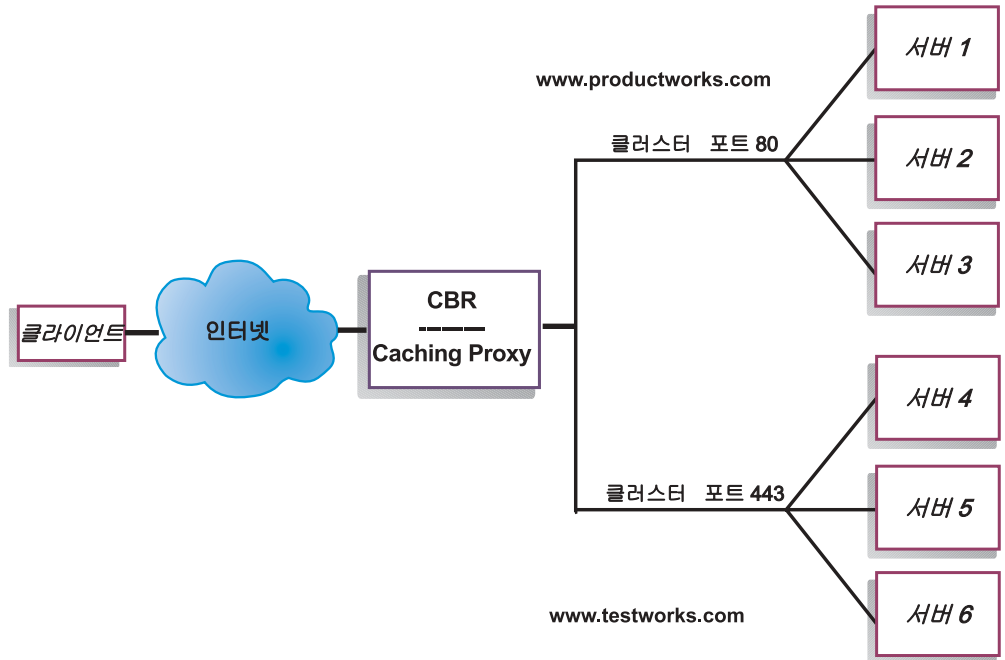 서버 1
www.productworks.com
클러스터 포트 80
서버 2
서버 3
클라이언트
인터넷
CBR
-----
Caching Proxy
서버 4
클러스터 포트 443
서버 5
www.testworks.com
서버 6